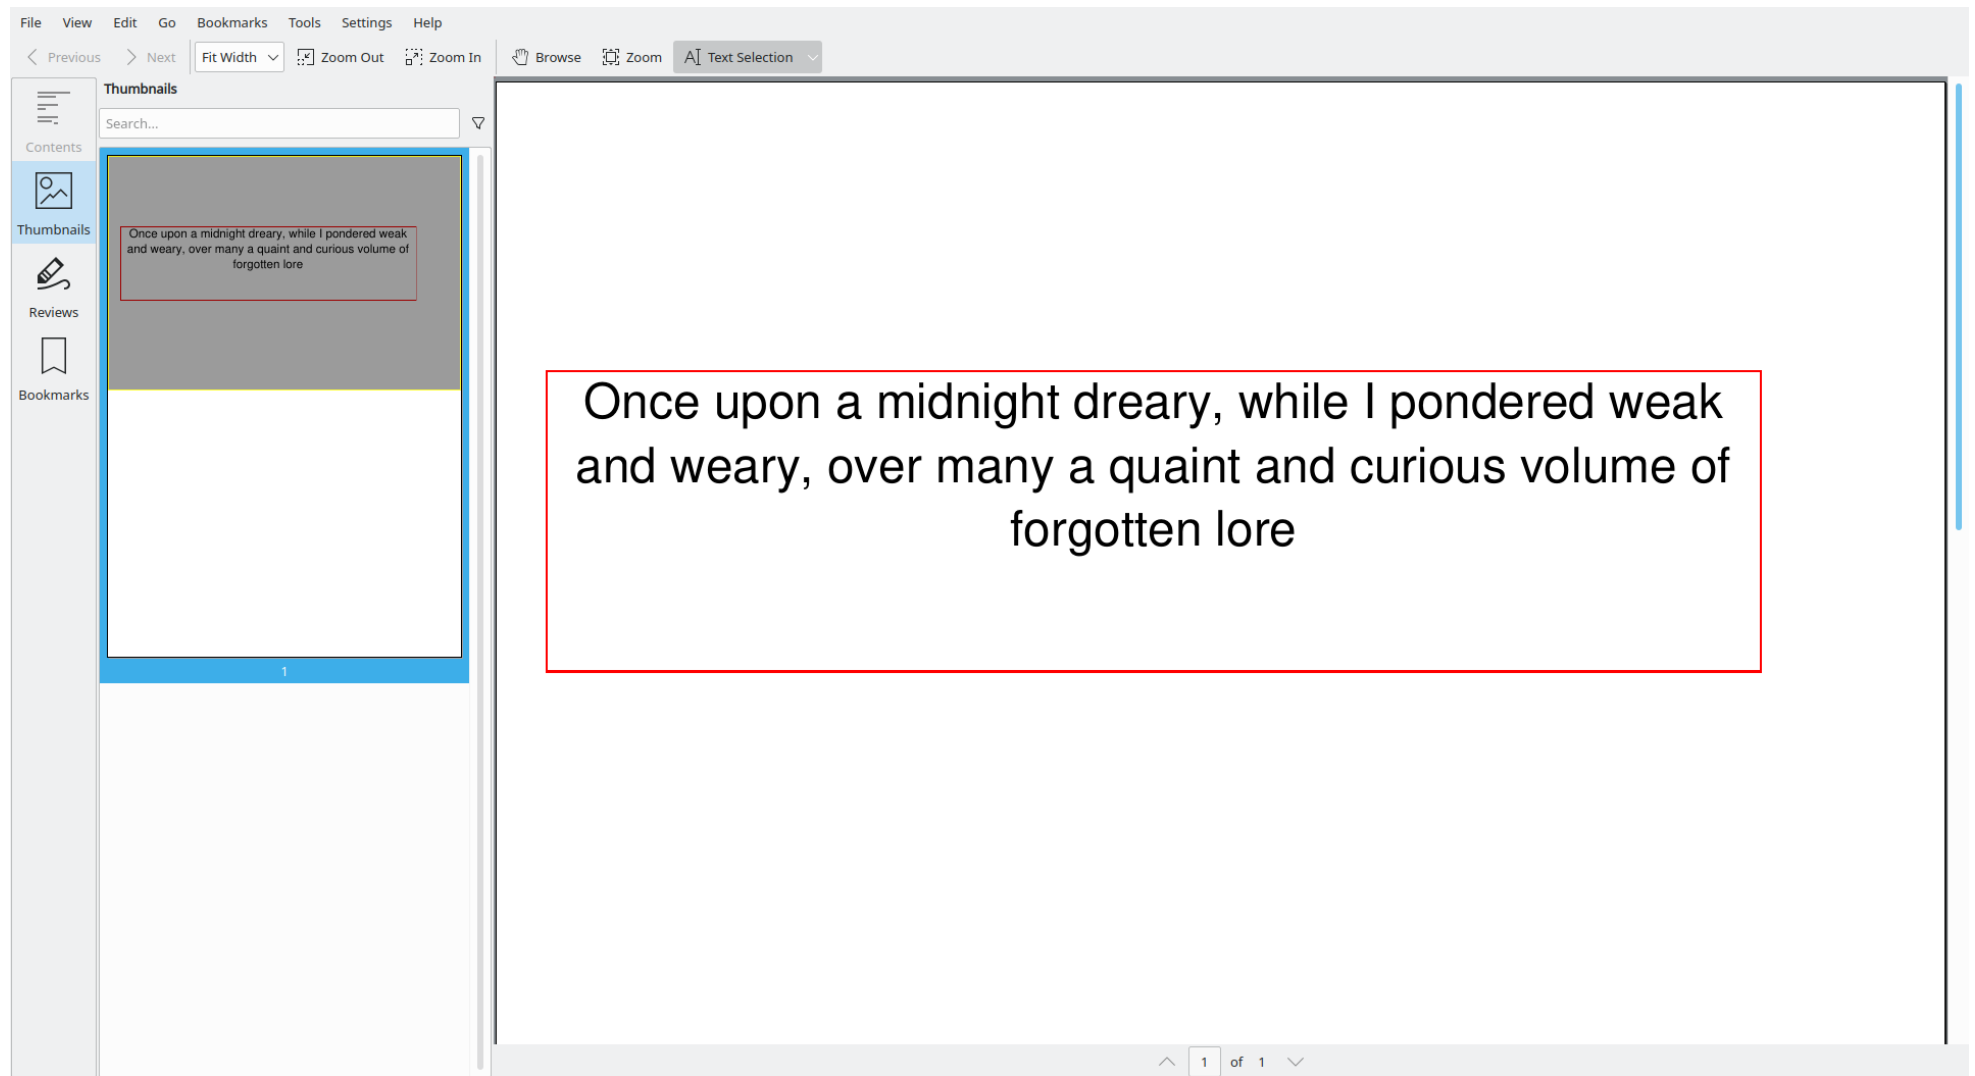 File View Edit Go Bookmarks Tools Settings Help
Previous Next Fit Width Zoom Out Zoom In Browse Zoom Text Selection
Thumbnails
Search...
Contents
Thumbnails
Reviews
Bookmarks
Once upon a midnight dreary, while I pondered weak
and weary, over many a quaint and curious volume of
forgotten lore
1
Once upon a midnight dreary, while I pondered weak
and weary, over many a quaint and curious volume of
forgotten lore
1 of 1